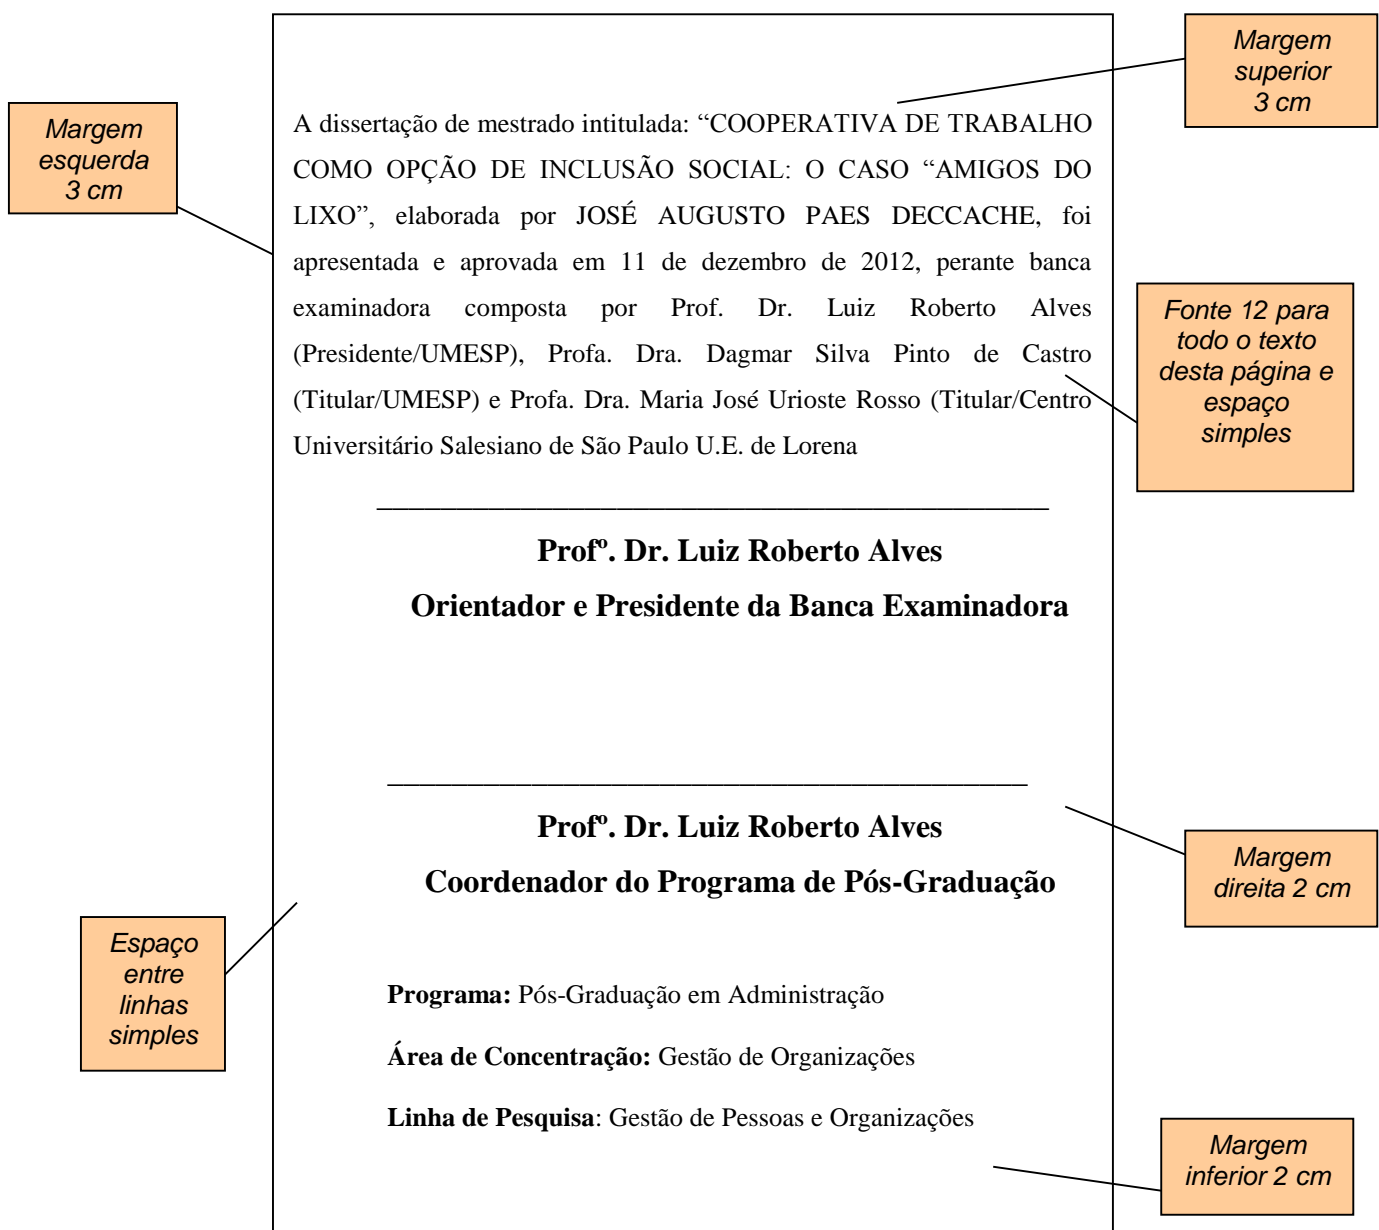 Margem
superior
3 cm
Margem
esquerda
3 cm
A dissertação de mestrado intitulada: “COOPERATIVA DE TRABALHO
COMO OPÇÃO DE INCLUSÃO SOCIAL: O CASO “AMIGOS DO
LIXO”, elaborada por JOSÉ AUGUSTO PAES DECCACHE, foi
apresentada e aprovada em 11 de dezembro de 2012, perante banca
examinadora composta por Prof. Dr. Luiz Roberto Alves
(Presidente/UMESP), Profa. Dra. Dagmar Silva Pinto de Castro
(Titular/UMESP) e Profa. Dra. Maria José Urioste Rosso (Titular/Centro
Universitário Salesiano de São Paulo U.E. de Lorena
Fonte 12 para
todo o texto
desta página e
espaço
simples
Profº. Dr. Luiz Roberto Alves
Orientador e Presidente da Banca Examinadora
Profº. Dr. Luiz Roberto Alves
Coordenador do Programa de Pós-Graduação
Margem
direita 2 cm
Espaço
entre
linhas
simples
Programa: Pós-Graduação em Administração
Área de Concentração: Gestão de Organizações
Linha de Pesquisa: Gestão de Pessoas e Organizações
Margem
inferior 2 cm